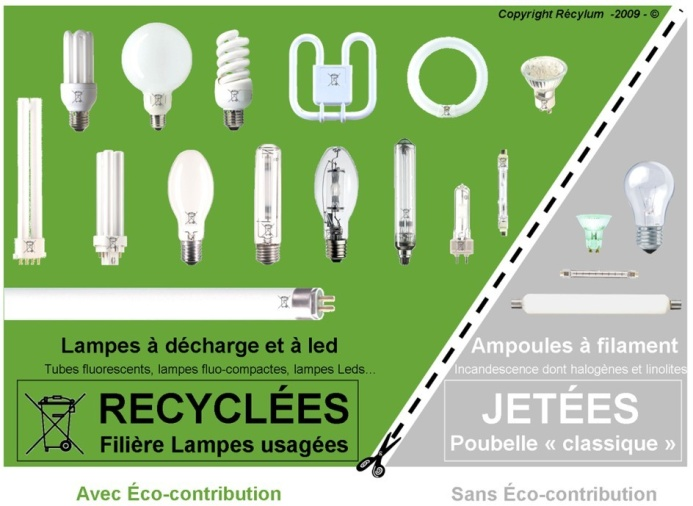 Copyright Récylum -2009 - ©
Lampes à décharge et à led
Tubes fluorescents, lampes fluo-compactes, lampes Leds...
RECYCLÉES
Filière Lampes usagées
Ampoules à filament
Incandescence dont halogènes et linolites
JETÉES
Poubelle « classique »
Avec Éco-contribution
Sans Éco-contribution